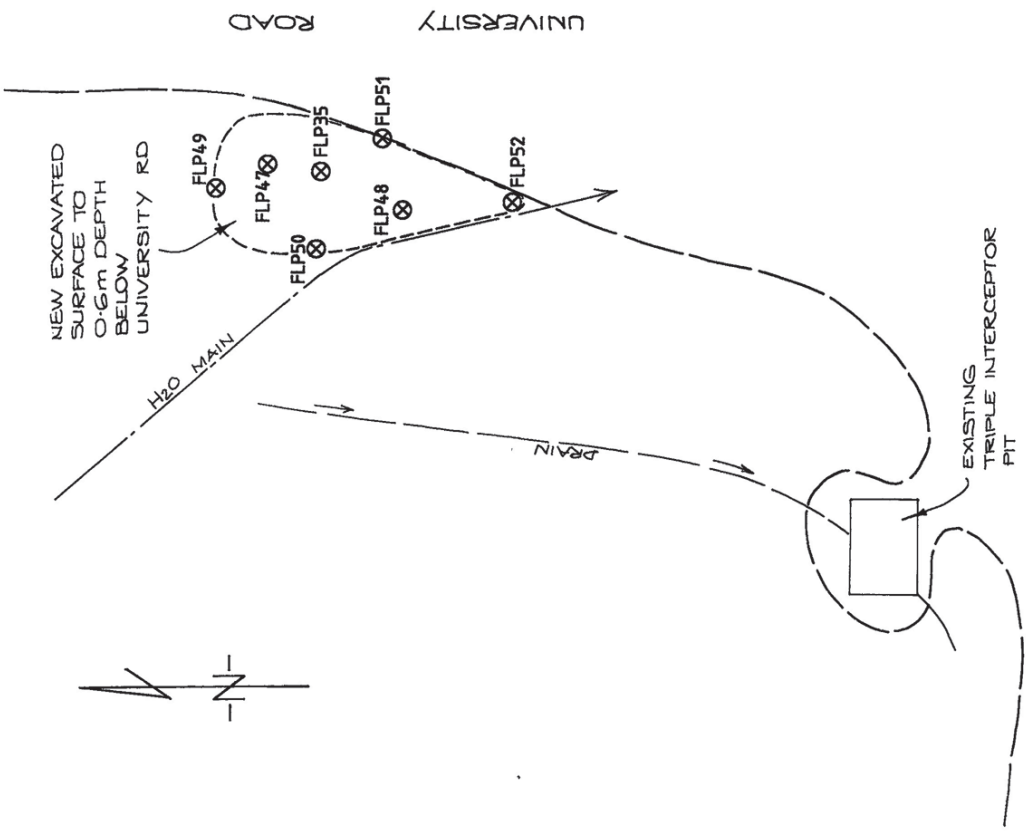 UNIVERSITY ROAD
NEW EXCAVATED
SURFACE TO
0.6m DEPTH
BELOW
UNIVERSITY RD
FLP49
FLP47
FLP35
FLP51
FLP50
FLP48
FLP52
H2O MAIN
DRAIN
EXISTING
TRIPLE INTERCEPTOR
PIT
N